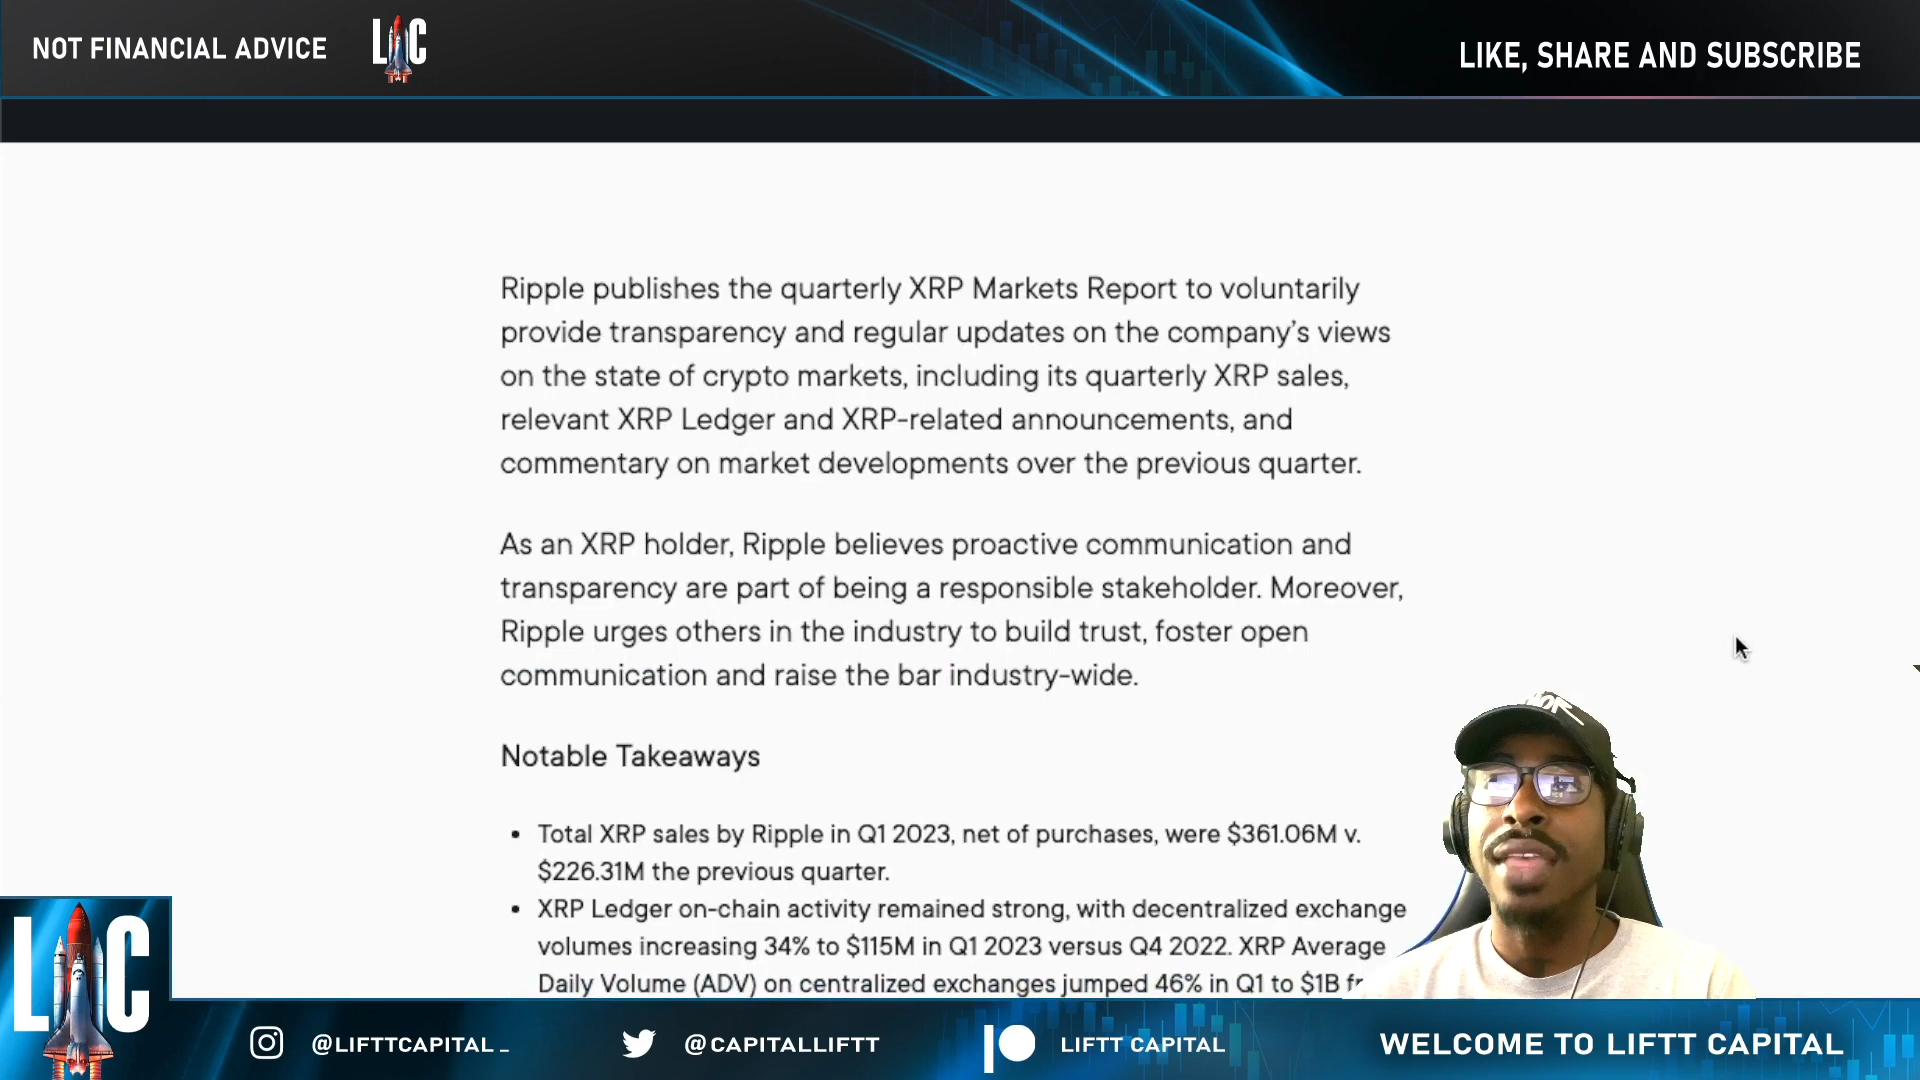 NOT FINANCIAL ADVICE
LC
LIKE, SHARE AND SUBSCRIBE
Ripple publishes the quarterly XRP Markets Report to voluntarily
provide transparency and regular updates on the company’s views
on the state of crypto markets, including its quarterly XRP sales,
relevant XRP Ledger and XRP-related announcements, and
commentary on market developments over the previous quarter.
As an XRP holder, Ripple believes proactive communication and
transparency are part of being a responsible stakeholder. Moreover,
Ripple urges others in the industry to build trust, foster open
communication and raise the bar industry-wide.
Notable Takeaways
• Total XRP sales by Ripple in Q1 2023, net of purchases, were $361.06M v.
$226.31M the previous quarter.
• XRP Ledger on-chain activity remained strong, with decentralized exchange
volumes increasing 34% to $115M in Q1 2023 versus Q4 2022. XRP Average
Daily Volume (ADV) on centralized exchanges jumped 46% in Q1 to $1B
LC
@LIFTTCAPITAL_
@CAPITALLIFTT
LIFTT CAPITAL
WELCOME TO LIFTT CAPITAL